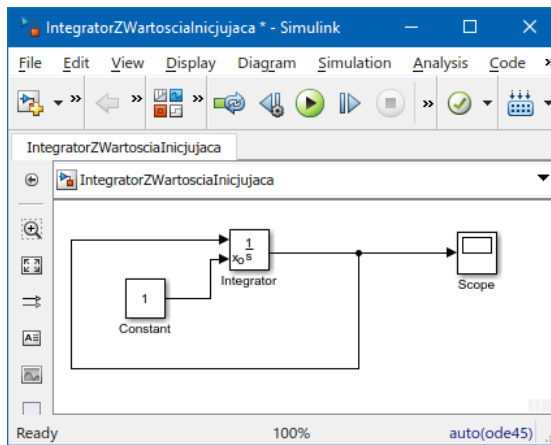 IntegratorZWartosciaInicjujaca * - Simulink
File Edit View Display Diagram Simulation Analysis Code »
» » »
IntegratorZWartosciaInicjujaca
IntegratorZWartosciaInicjujaca
1
s
xo
Integrator
1
Constant
Scope
Ready 100% auto(ode45)